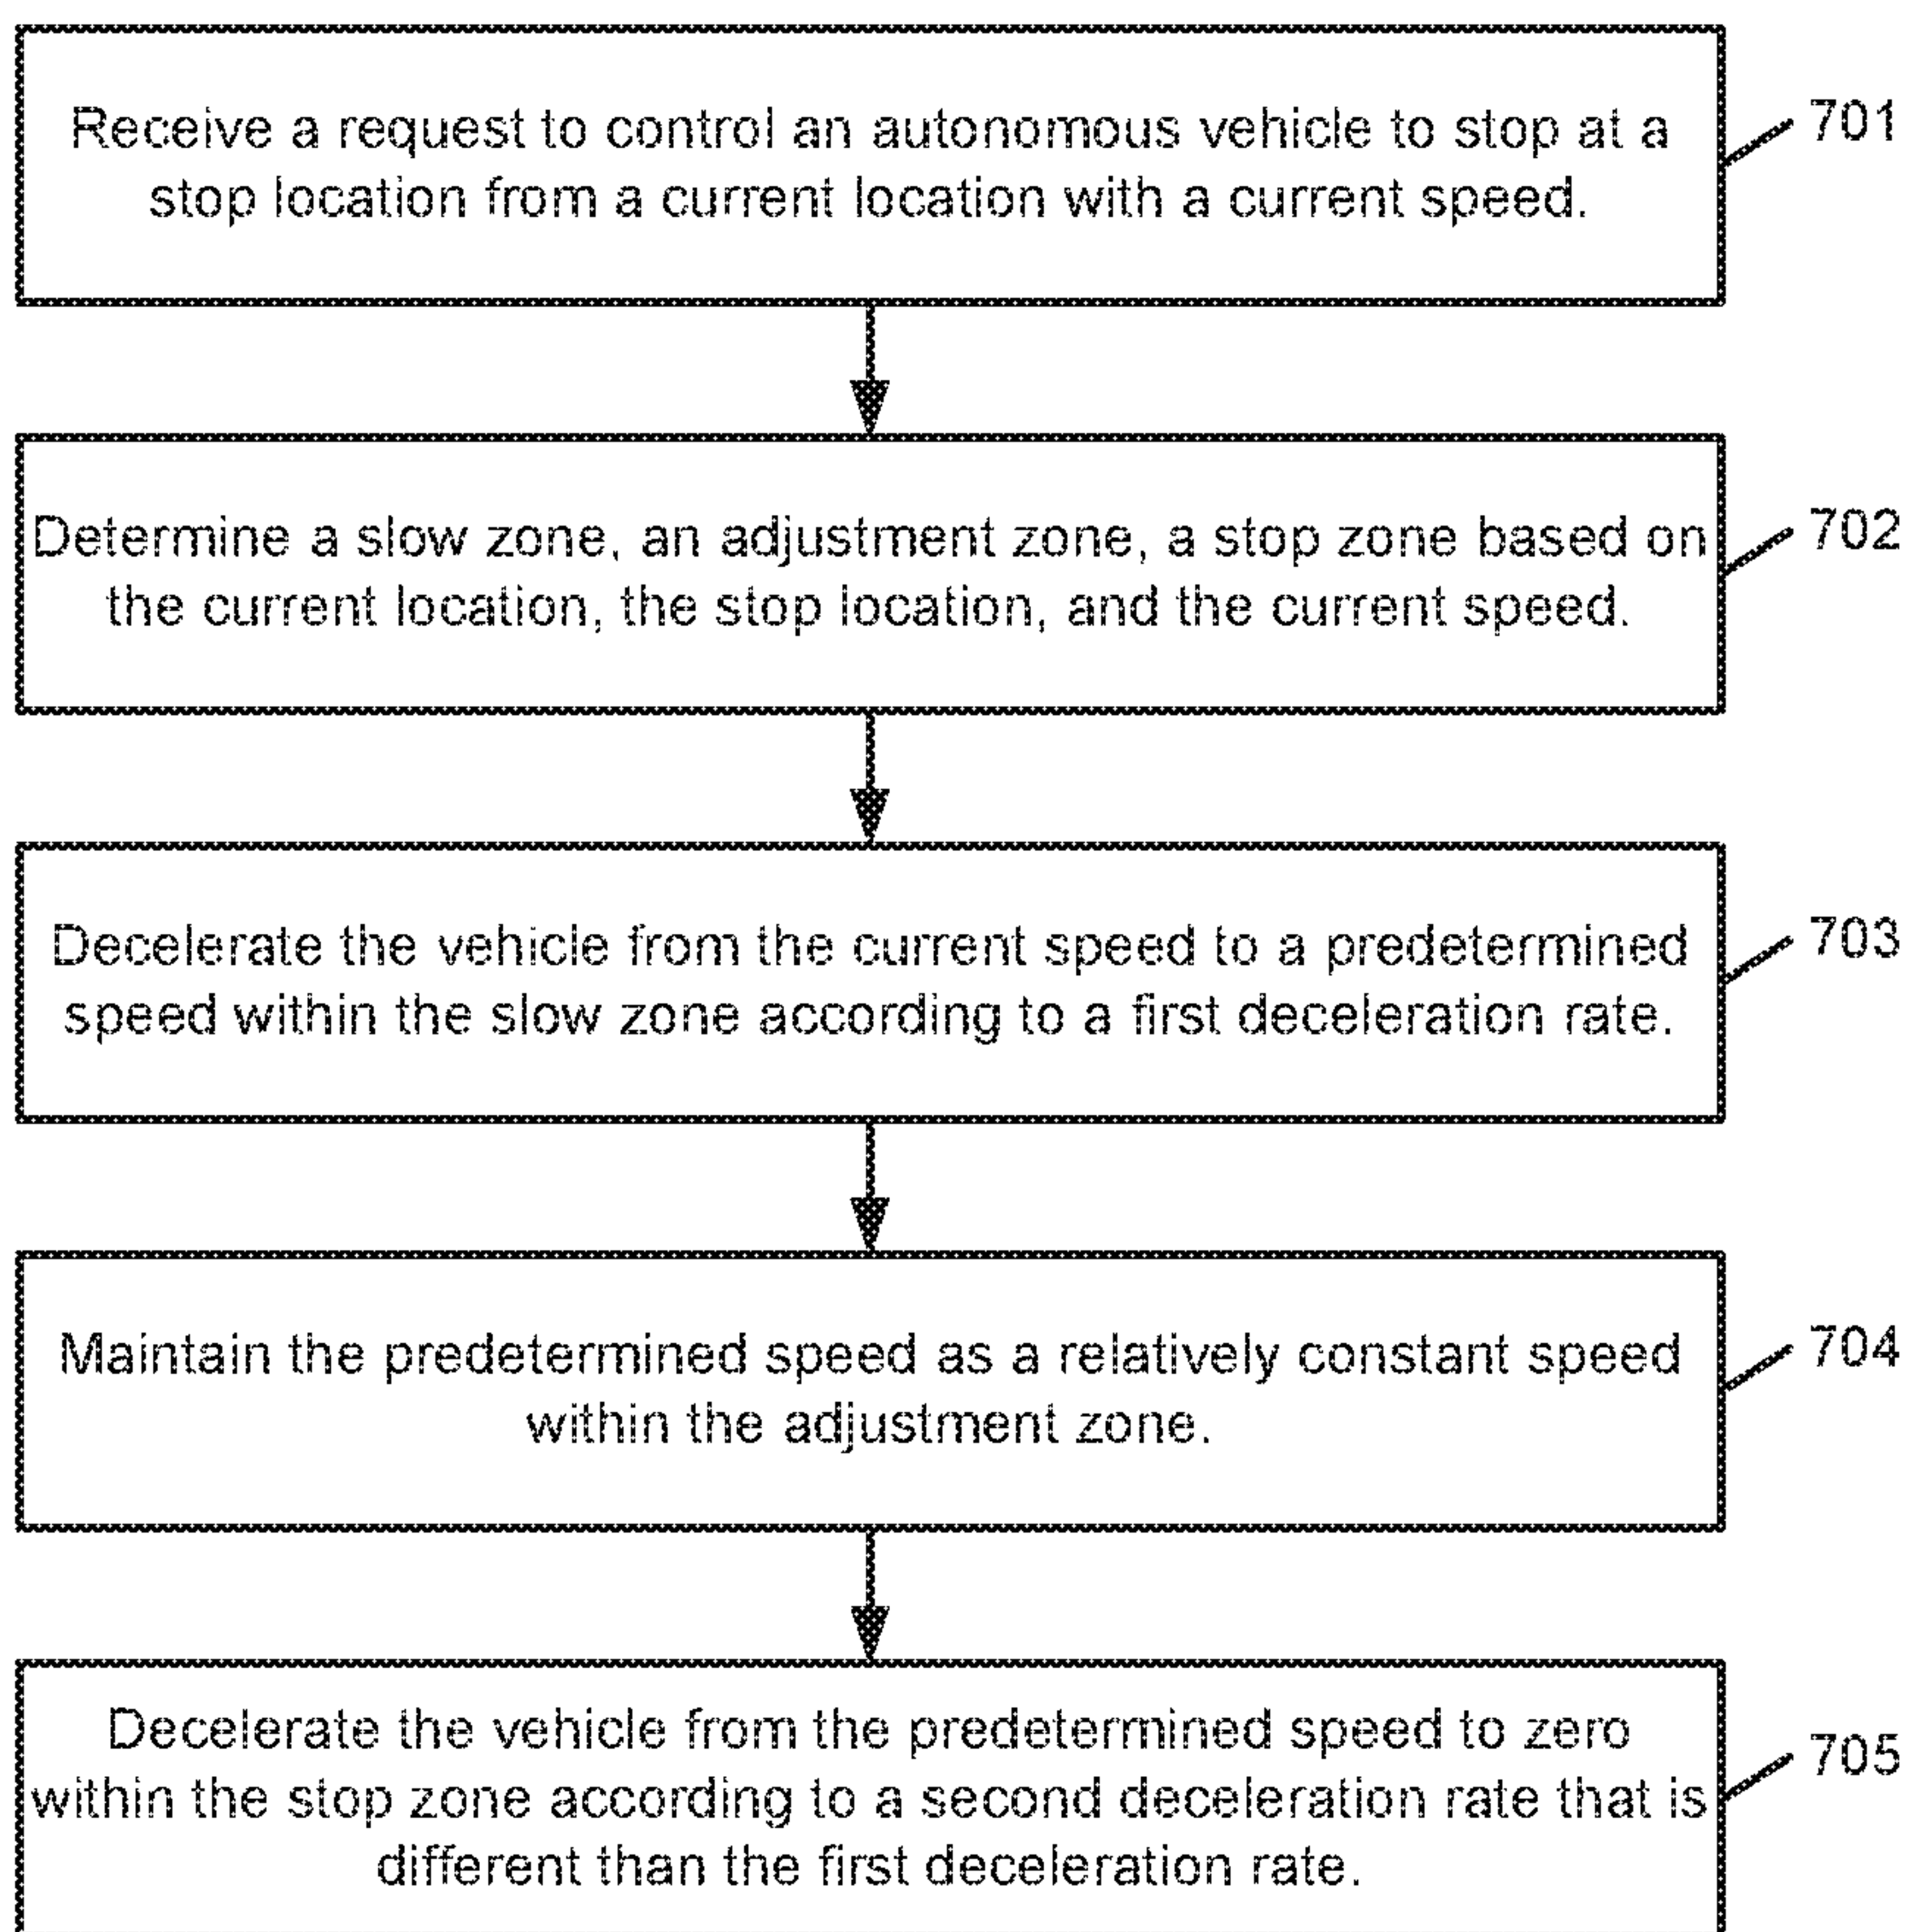 Receive a request to control an autonomous vehicle to stop at a
stop location from a current location with a current speed.
701
Determine a slow zone, an adjustment zone, a stop zone based on
the current location, the stop location, and the current speed.
702
Decelerate the vehicle from the current speed to a predetermined
speed within the slow zone according to a first deceleration rate.
703
Maintain the predetermined speed as a relatively constant speed
within the adjustment zone.
704
Decelerate the vehicle from the predetermined speed to zero
within the stop zone according to a second deceleration rate that is
different than the first deceleration rate.
705